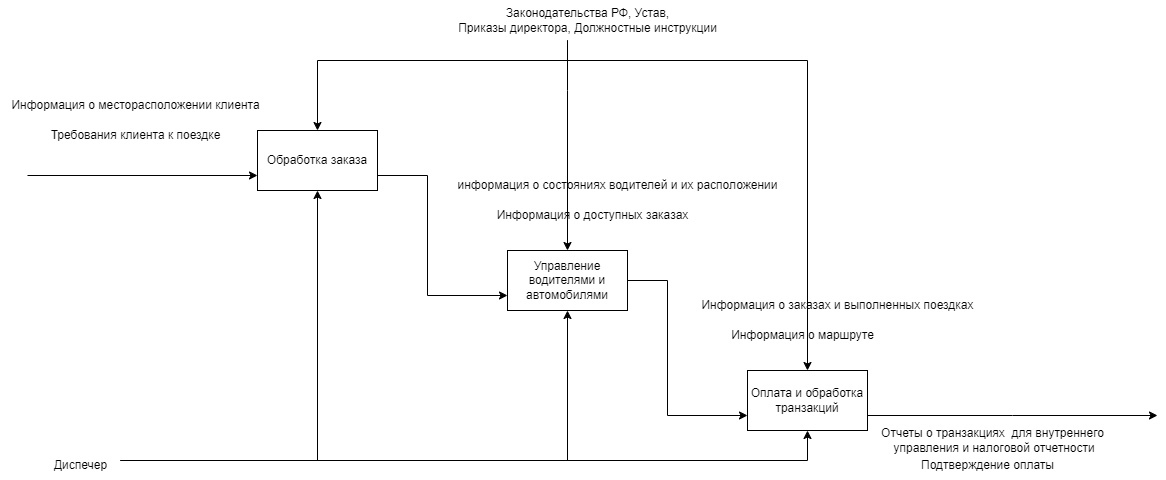 Законодательства РФ, Устав,
Приказы директора, Должностные инструкции
Информация о месторасположении клиента
Требования клиента к поездке
Обработка заказа
информация о состояниях водителей и их расположении
Информация о доступных заказах
Управление
водителями и
автомобилями
Информация о заказах и выполненных поездках
Информация о маршруте
Оплата и обработка
транзакций
Отчеты о транзакциях для внутреннего
управления и налоговой отчетности
Подтверждение оплаты
Диспечер